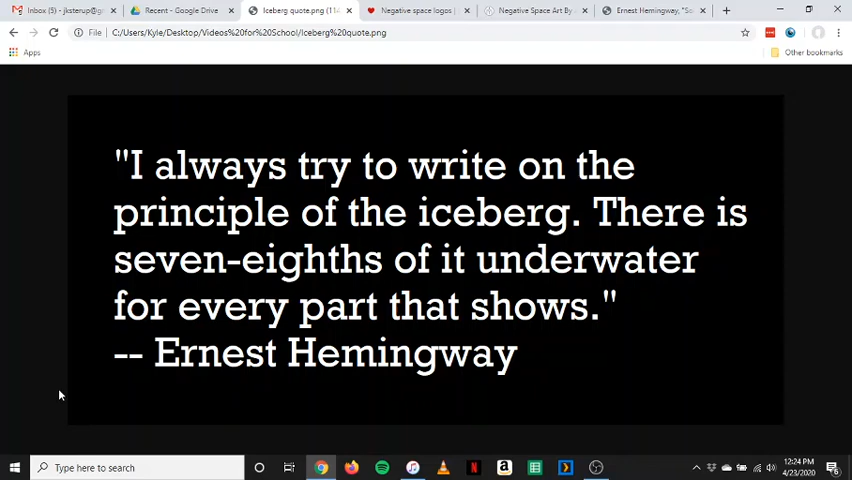 Inbox (5) - jksterup@g
Recent - Google Drive
Iceberg quote.png (114
Negative space logos |
Negative Space Art By
Ernest Hemingway, "So
File
C:/Users/Kyle/Desktop/Videos%20for%20School/Iceberg%20quote.png
Apps
Other bookmarks
"I always try to write on the
principle of the iceberg. There is
seven-eighths of it underwater
for every part that shows."
-- Ernest Hemingway
Type here to search
12:24 PM
4/23/2020